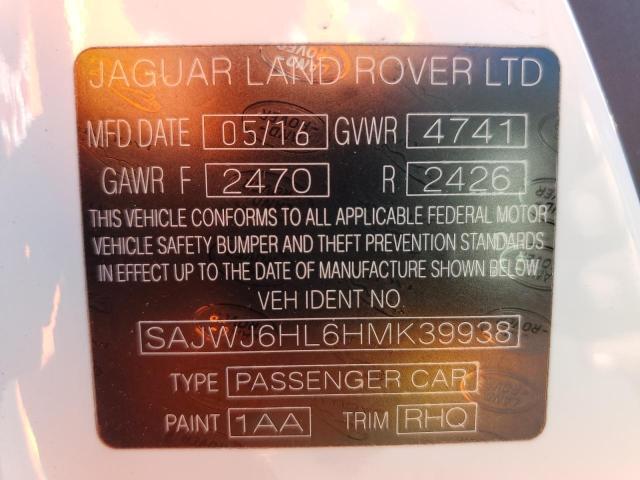 JAGUAR LAND ROVER LTD
MFD DATE 05/16 GVWR 4741
GAWR F 2470 R 2426
THIS VEHICLE CONFORMS TO ALL APPLICABLE FEDERAL MOTOR
VEHICLE SAFETY BUMPER AND THEFT PREVENTION STANDARDS
IN EFFECT UP TO THE DATE OF MANUFACTURE SHOWN BELOW
VEH IDENT NO.
SAJWJ6HL6HMK39938
TYPE PASSENGER CAR
PAINT 1AA TRIM RHQ